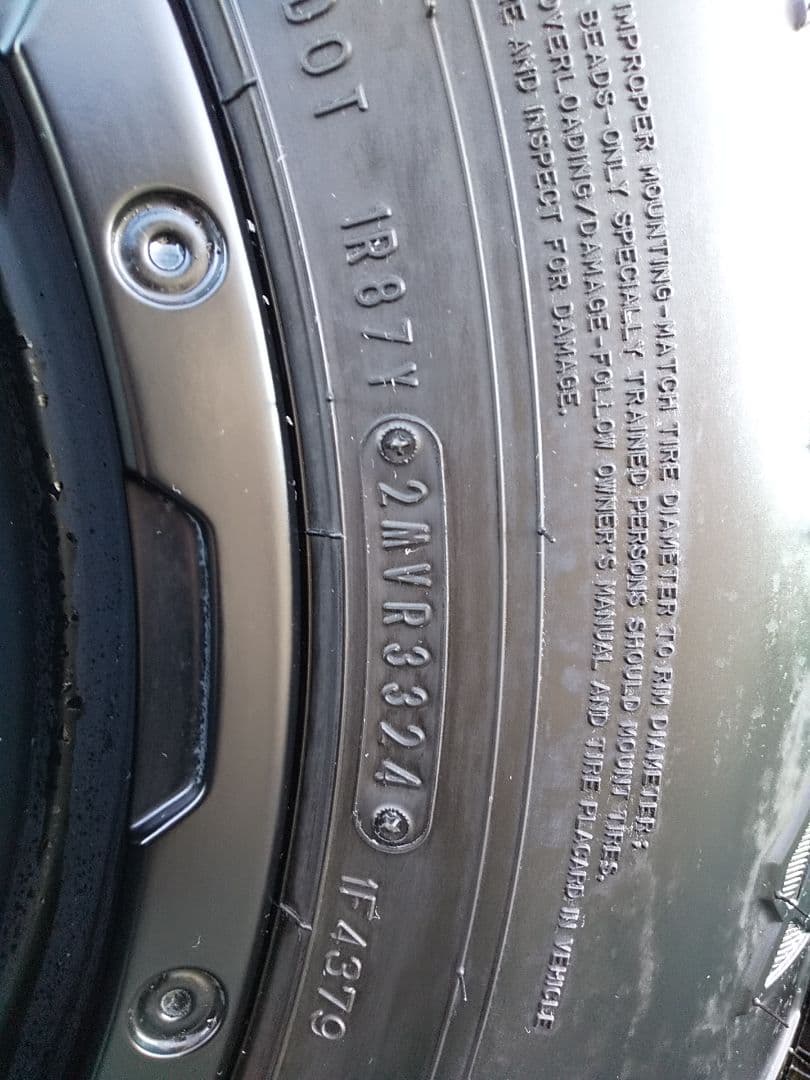 DOT 1R87Y 2MVR3324 1F4379
IMPROPER MOUNTING-MATCH TIRE DIAMETER TO RIM DIAMETER;
BEADS-ONLY SPECIALLY TRAINED PERSONS SHOULD MOUNT TIRES.
OVERLOADING/DAMAGE-FOLLOW OWNER'S MANUAL AND TIRE PLACARD IN VEHICLE
AND INSPECT FOR DAMAGE.